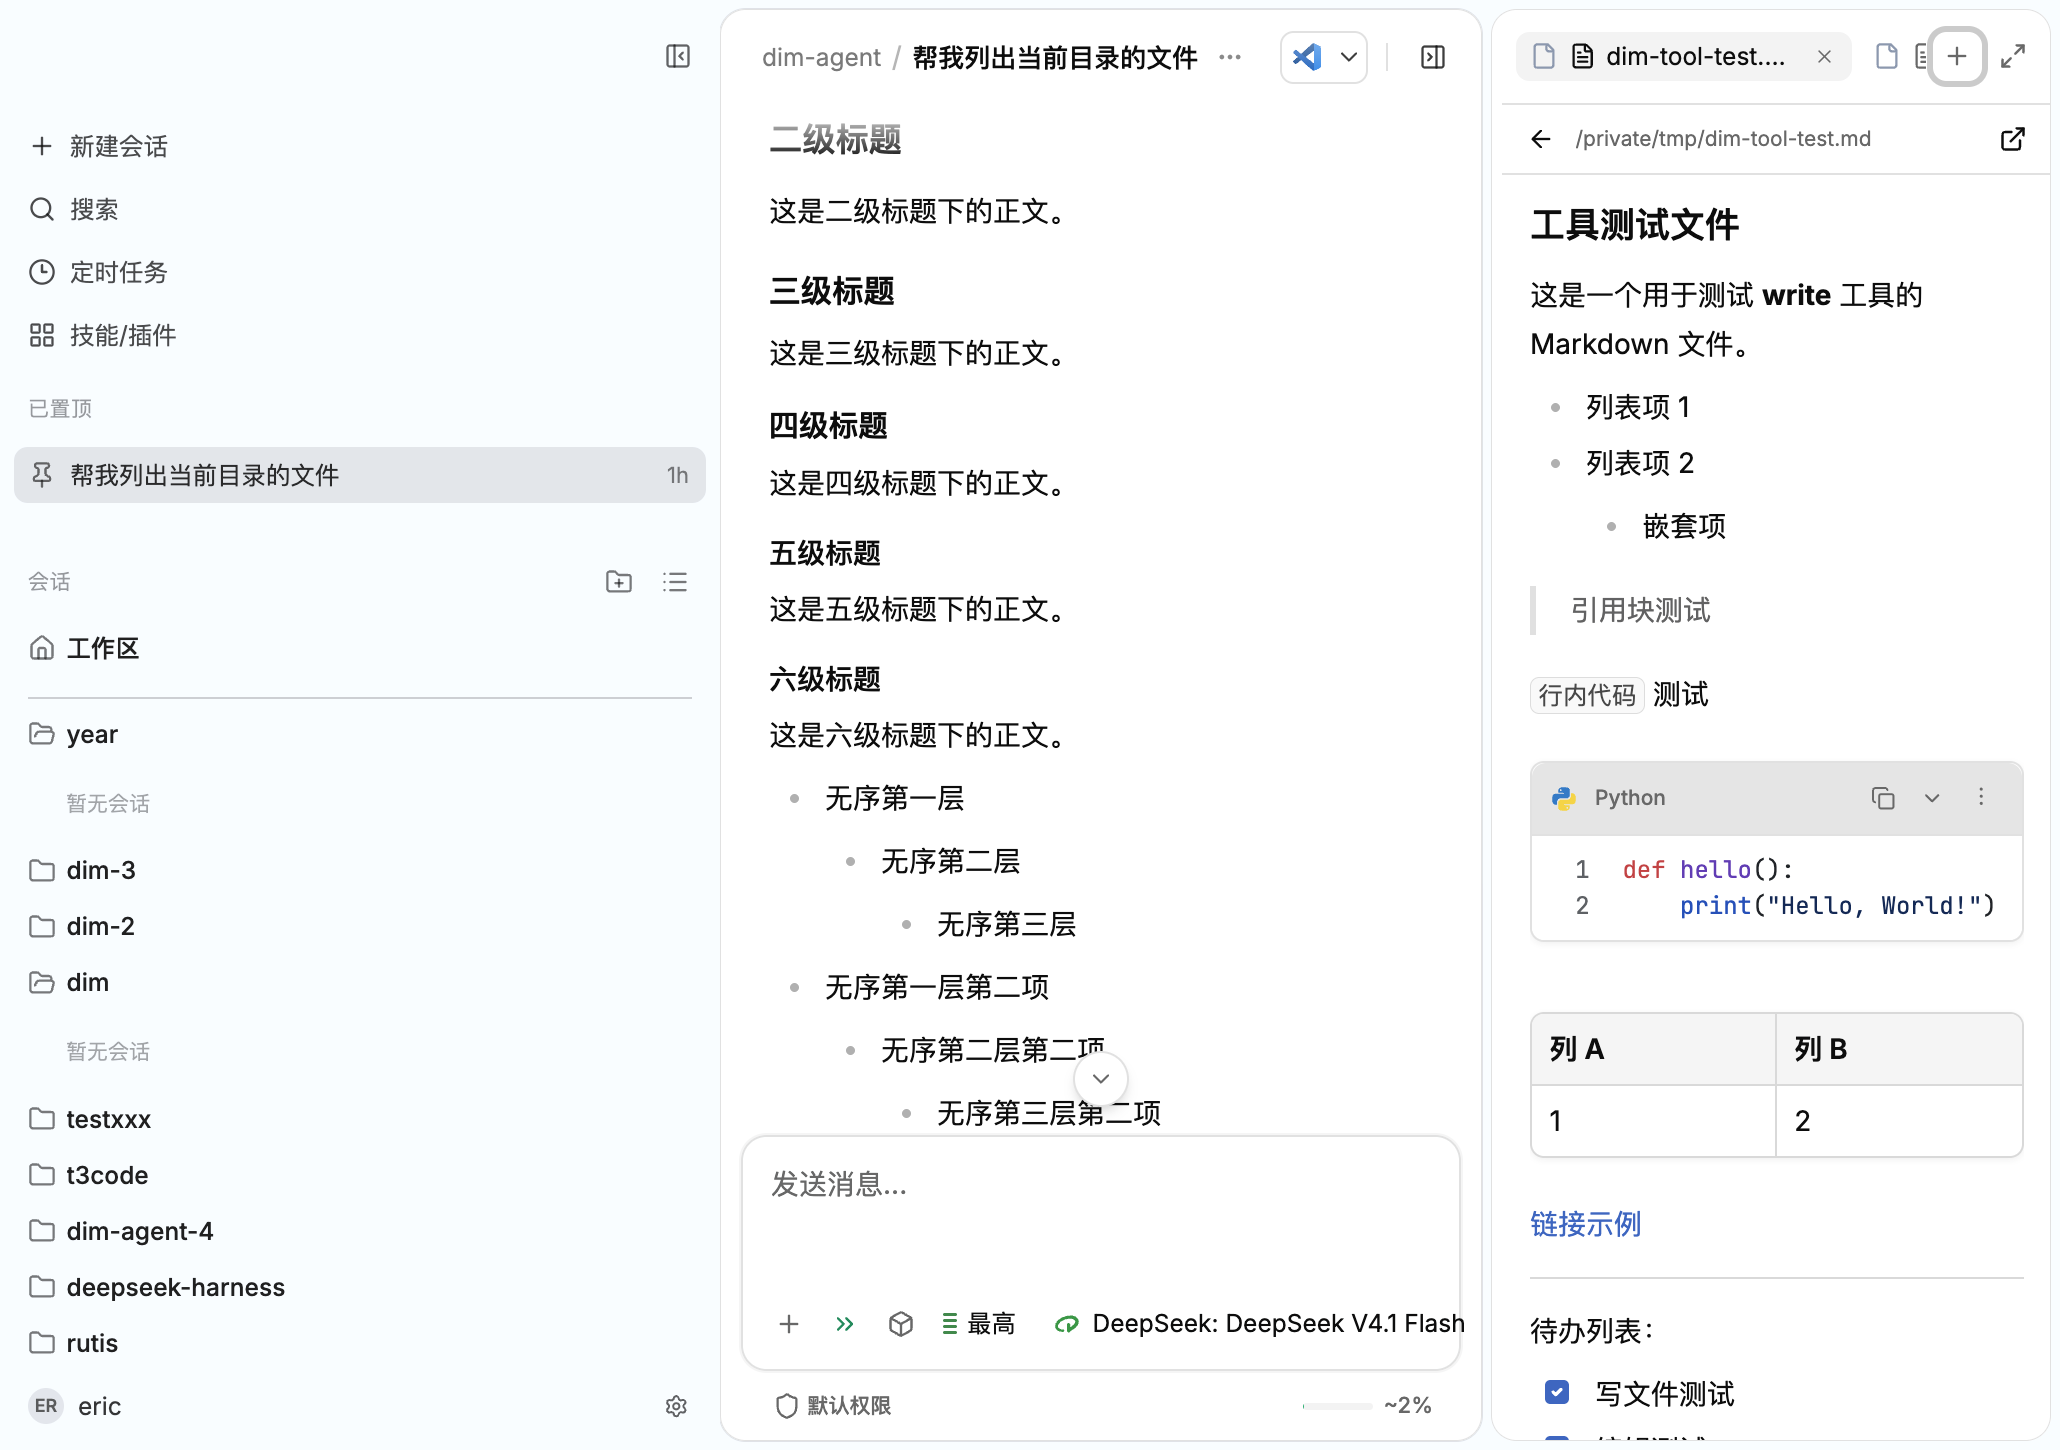 新建会话
搜索
定时任务
技能/插件
已置顶
帮我列出当前目录的文件 1h
会话
工作区
year
暂无会话
dim-3
dim-2
dim
暂无会话
testxxx
t3code
dim-agent-4
deepseek-harness
rutis
ER eric
dim-agent / 帮我列出当前目录的文件
二级标题
这是二级标题下的正文。
三级标题
这是三级标题下的正文。
四级标题
这是四级标题下的正文。
五级标题
这是五级标题下的正文。
六级标题
这是六级标题下的正文。
无序第一层
无序第二层
无序第三层
无序第一层第二项
无序第二层第二项
无序第三层第二项
发送消息...
最高 DeepSeek: DeepSeek V4.1 Flash
默认权限 ~2%
dim-tool-test....
/private/tmp/dim-tool-test.md
工具测试文件
这是一个用于测试 write 工具的
Markdown 文件。
列表项 1
列表项 2
嵌套项
引用块测试
行内代码 测试
Python
1 def hello():
2 print("Hello, World!")
列 A 列 B
1 2
链接示例
待办列表：
写文件测试